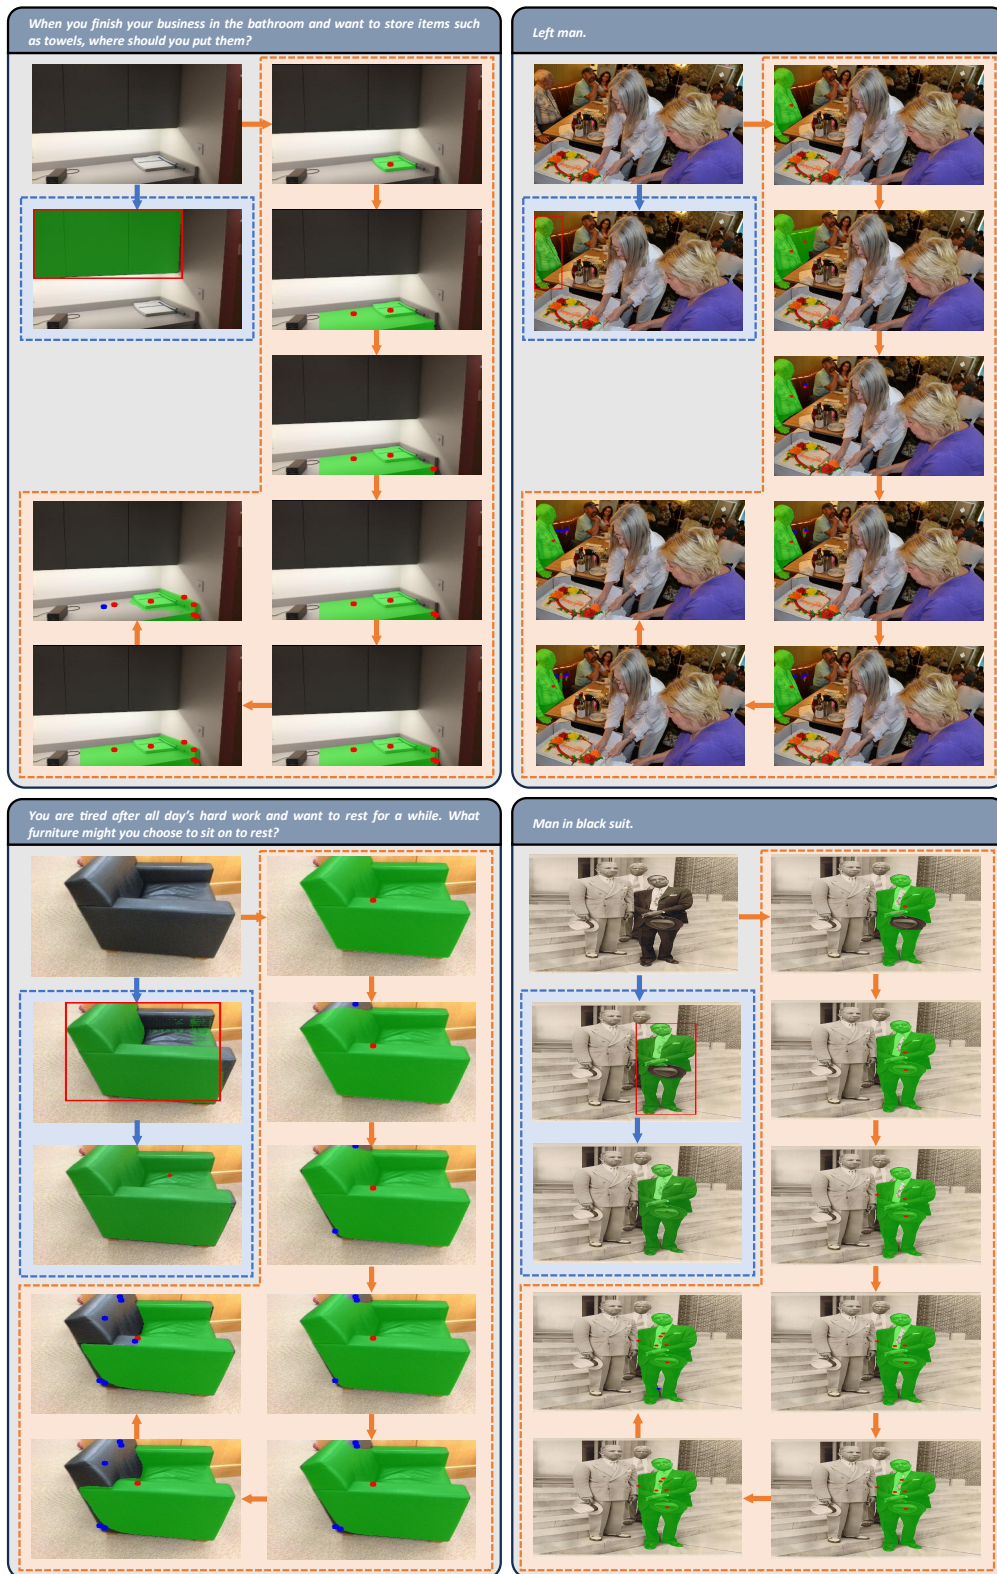 When you finish your business in the bathroom and want to store items such
as towels, where should you put them?
Left man.
You are tired after all day's hard work and want to rest for a while. What
furniture might you choose to sit on to rest?
Man in black suit.